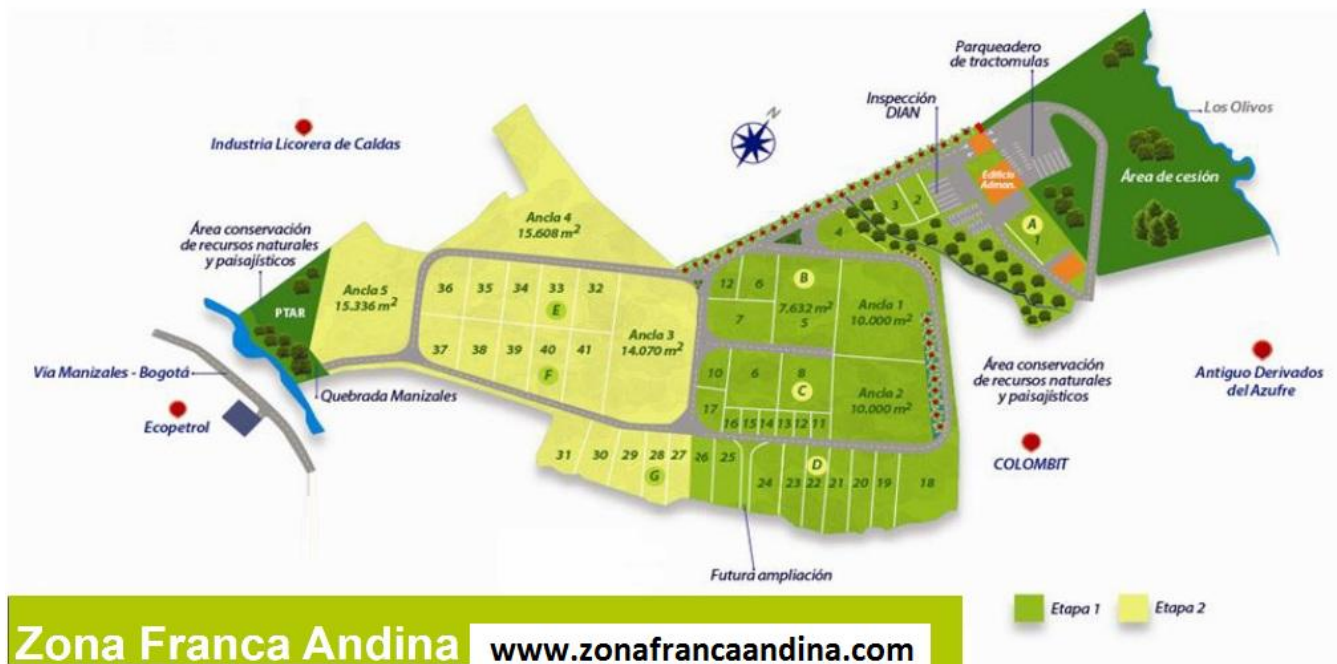 Parqueadero
de tractomulas
Inspección
DIAN
Los Olivos
N
Industria Licorera de Caldas
Edificio
Admon.
Área de cesión
Ancla 4
15.608 m²
3
2
Área conservación
de recursos naturales
y paisajísticos
4
A
1
Ancla 5
15.336 m²
36
35
34
33
32
E
12
6
B
7.632 m²
5
Ancla 1
10.000 m²
PTAR
7
Ancla 3
14.070 m²
37
38
39
40
41
F
Vía Manizales - Bogotá
Quebrada Manizales
Ecopetrol
10
6
8
C
Ancla 2
10.000 m²
17
16
15
14
13
12
11
Área conservación
de recursos naturales
y paisajísticos
Antiguo Derivados
del Azufre
COLOMBIT
31
30
29
28
27
G
26
25
24
23
22
21
20
19
18
D
Futura ampliación
Etapa 1
Etapa 2
Zona Franca Andina
www.zonafrancaandina.com